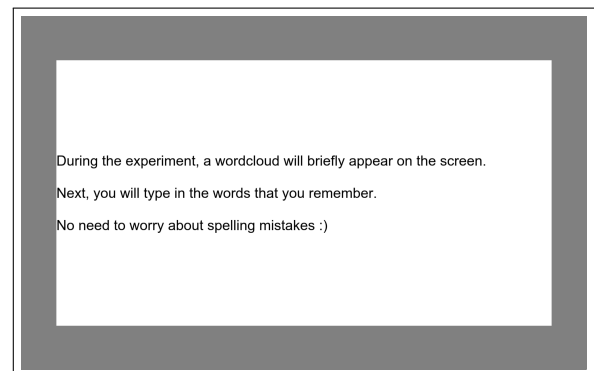 During the experiment, a wordcloud will briefly appear on the screen.
Next, you will type in the words that you remember.
No need to worry about spelling mistakes :)